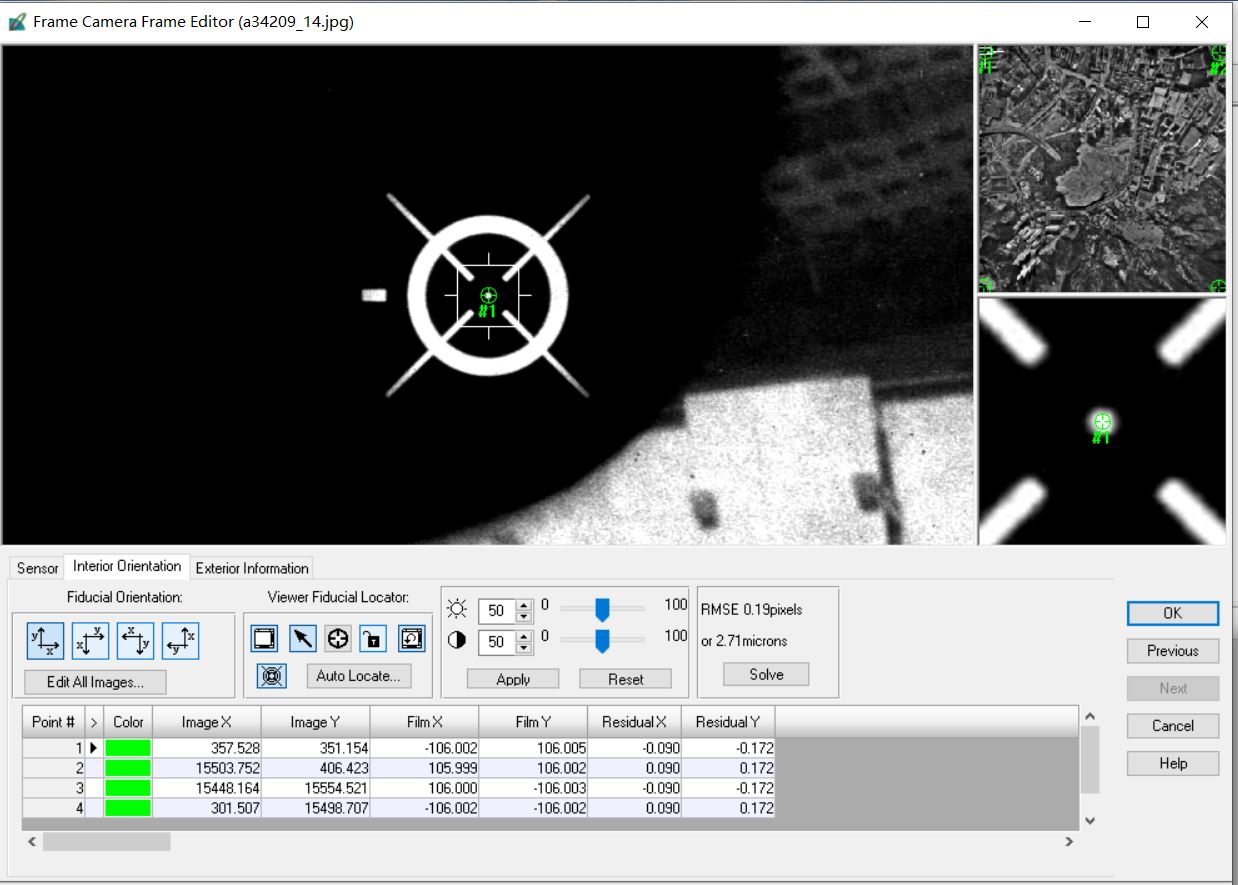 Frame Camera Frame Editor (a34209_14.jpg)
#1
#1
#2
#1
Sensor Interior Orientation Exterior Information
Fiducial Orientation:
Viewer Fiducial Locator:
y x
x y
x y
y x
Edit All Images...
Auto Locate...
50 0 100
50 0 100
Apply Reset
RMSE 0.19pixels
or 2.71microns
Solve
OK
Previous
Next
Cancel
Help
Point # > Color Image X Image Y Film X Film Y Residual X Residual Y
1 357.528 351.154 -106.002 106.005 -0.090 -0.172
2 15503.752 406.423 105.999 106.002 0.090 0.172
3 15448.164 15554.521 106.000 -106.003 -0.090 -0.172
4 301.507 15498.707 -106.002 -106.002 0.090 0.172